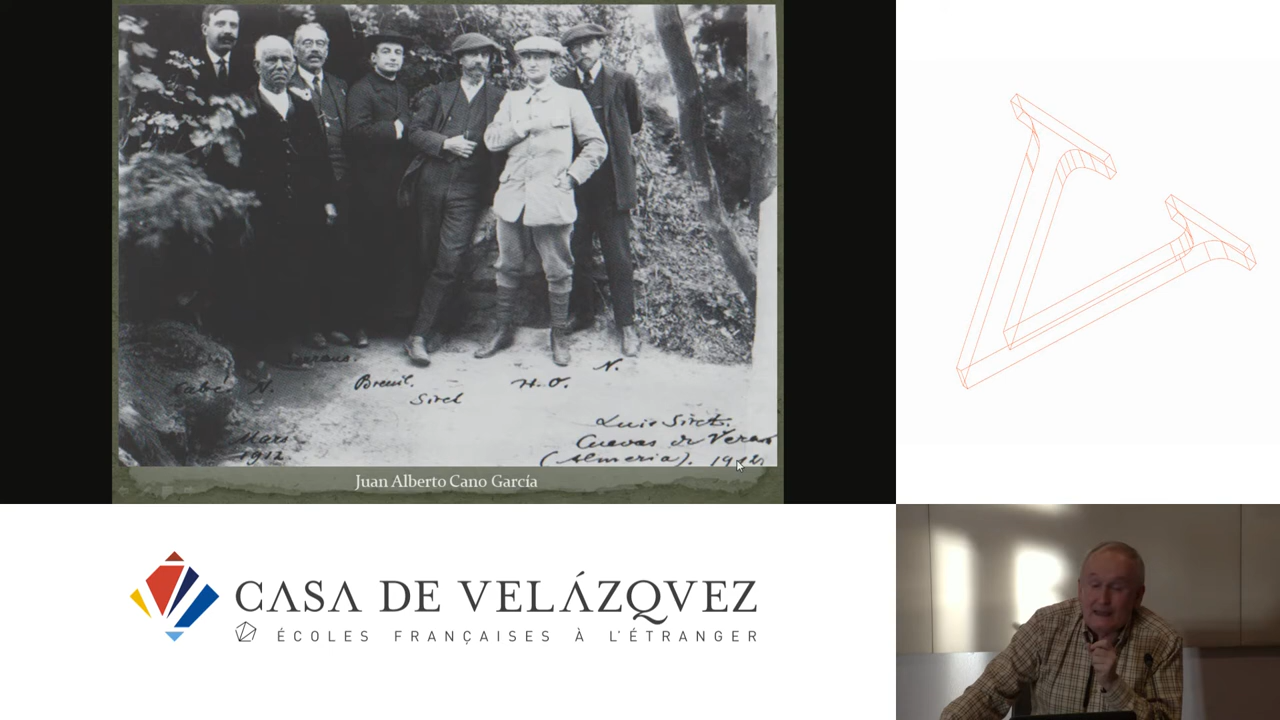 Breuil.
Siret
H. O.
N.
Mars
1912.
Luis Siret.
Cuevas de Vera
(Almeria). 1912.
Juan Alberto Cano García
CASA DE VELÁZQVEZ
ÉCOLES FRANÇAISES À L'ÉTRANGER